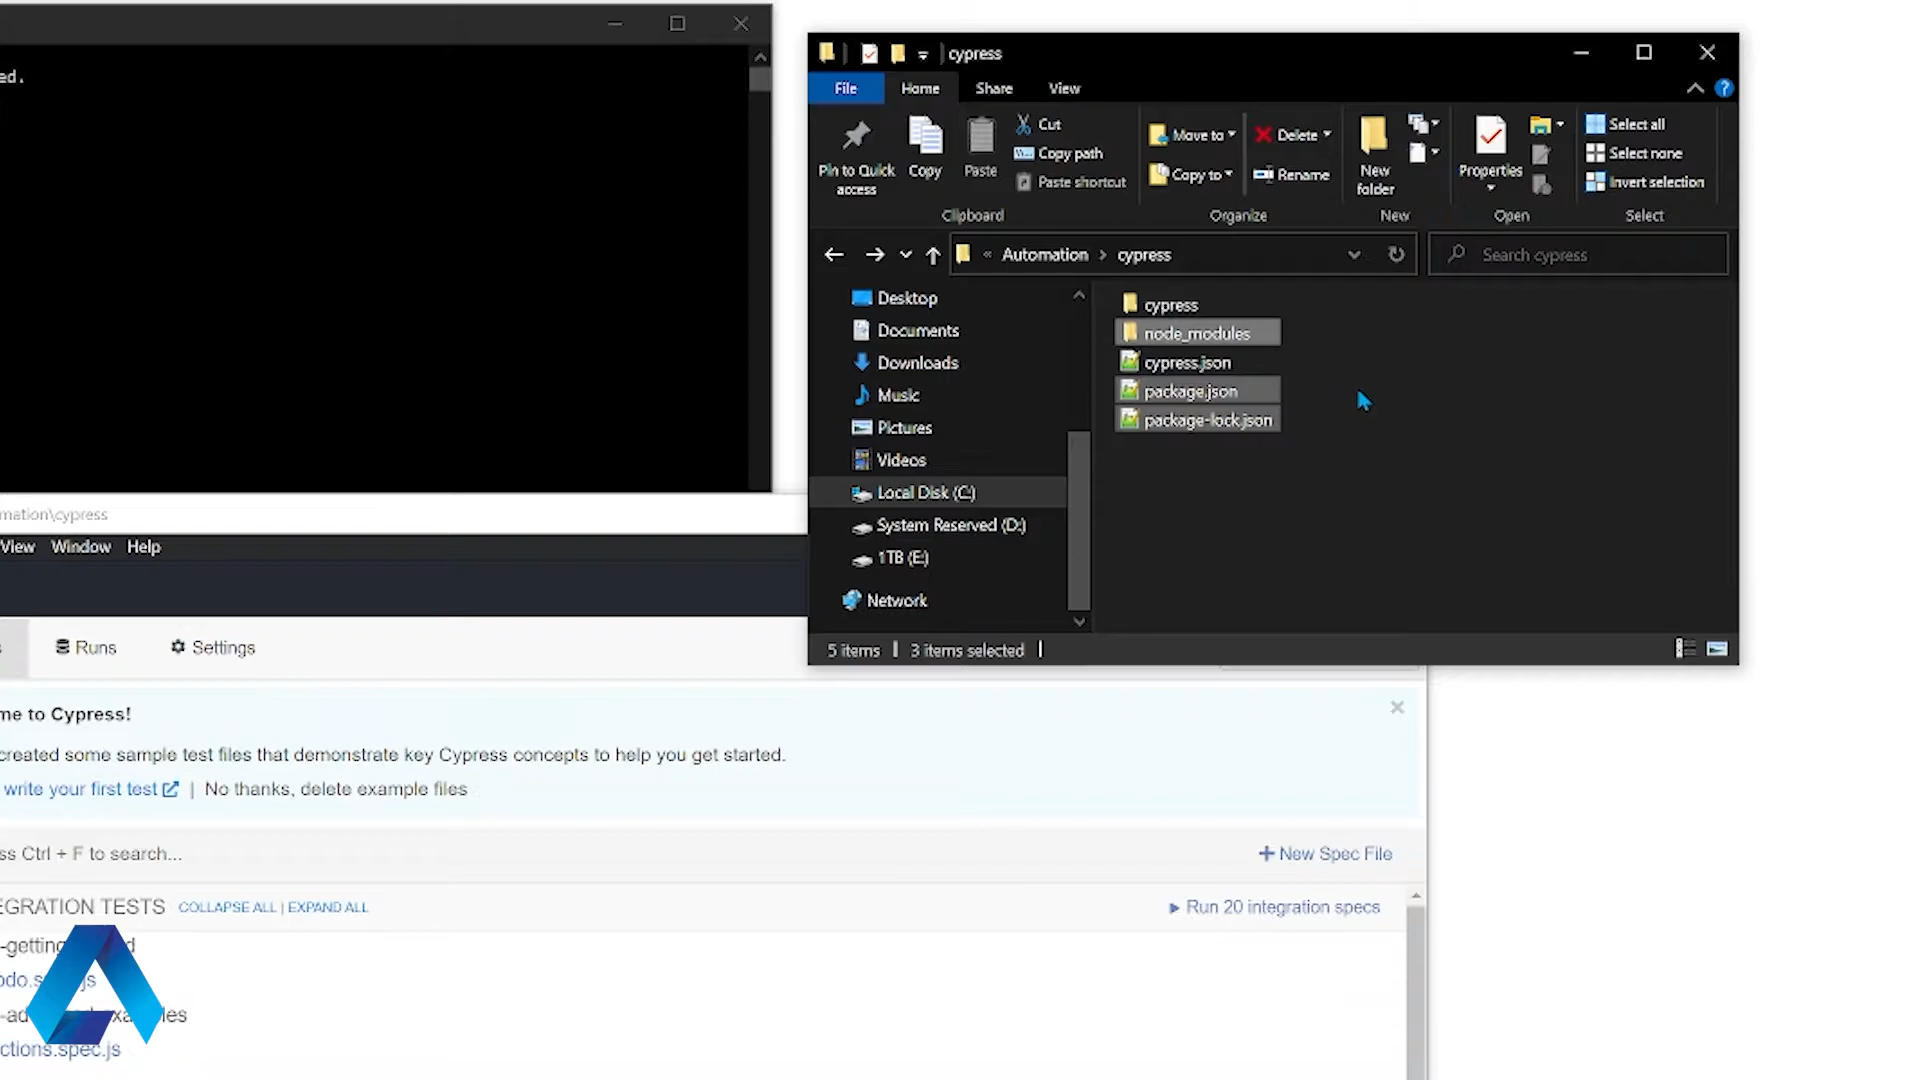 ed.
mation\cypress
View Window Help
Runs Settings
me to Cypress!
created some sample test files that demonstrate key Cypress concepts to help you get started.
write your first test | No thanks, delete example files
ss Ctrl + F to search...
+ New Spec File
EGRATION TESTS COLLAPSE ALL | EXPAND ALL
Run 20 integration specs
-getting
ctions.spec.js
cypress
File Home Share View
Pin to Quick access
Copy
Paste
Cut
Copy path
Paste shortcut
Clipboard
Move to
Copy to
Delete
Rename
Organize
New folder
New
Properties
Open
Select all
Select none
Invert selection
Select
« Automation > cypress
Search cypress
Desktop
Documents
Downloads
Music
Pictures
Videos
Local Disk (C:)
System Reserved (D:)
1TB (E:)
Network
cypress
node_modules
cypress.json
package.json
package-lock.json
5 items | 3 items selected |